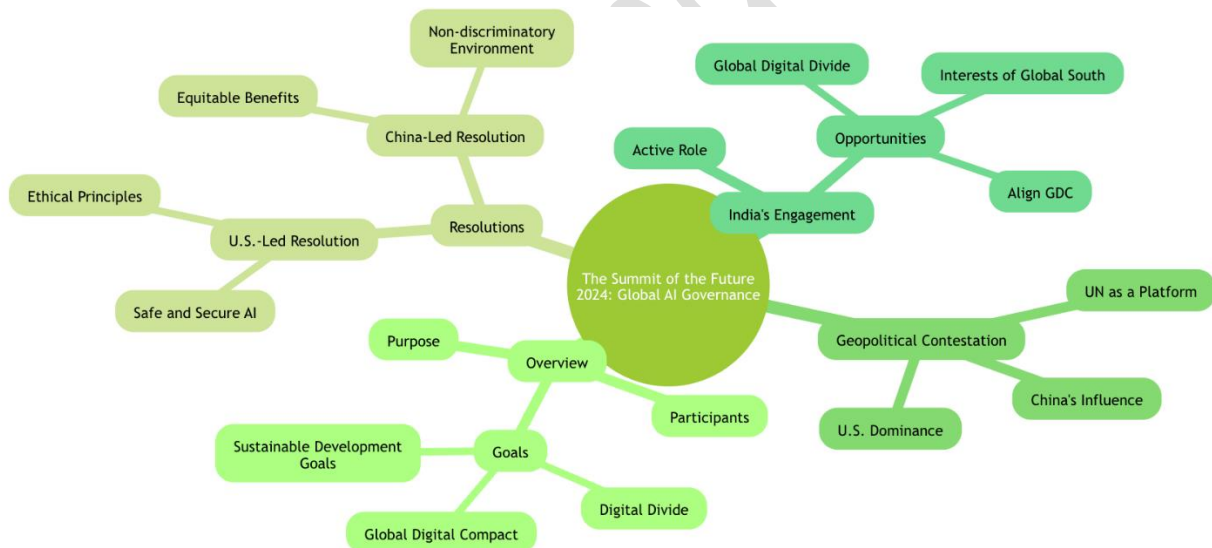 Non-discriminatory
Environment
Equitable Benefits
China-Led Resolution
Ethical Principles
U.S.-Led Resolution
Resolutions
Safe and Secure AI
Global Digital Divide
Interests of Global South
Opportunities
Active Role
Align GDC
India's Engagement
The Summit of the Future
2024: Global AI Governance
UN as a Platform
Geopolitical Contestation
China's Influence
U.S. Dominance
Purpose
Overview
Participants
Sustainable Development
Goals
Goals
Digital Divide
Global Digital Compact